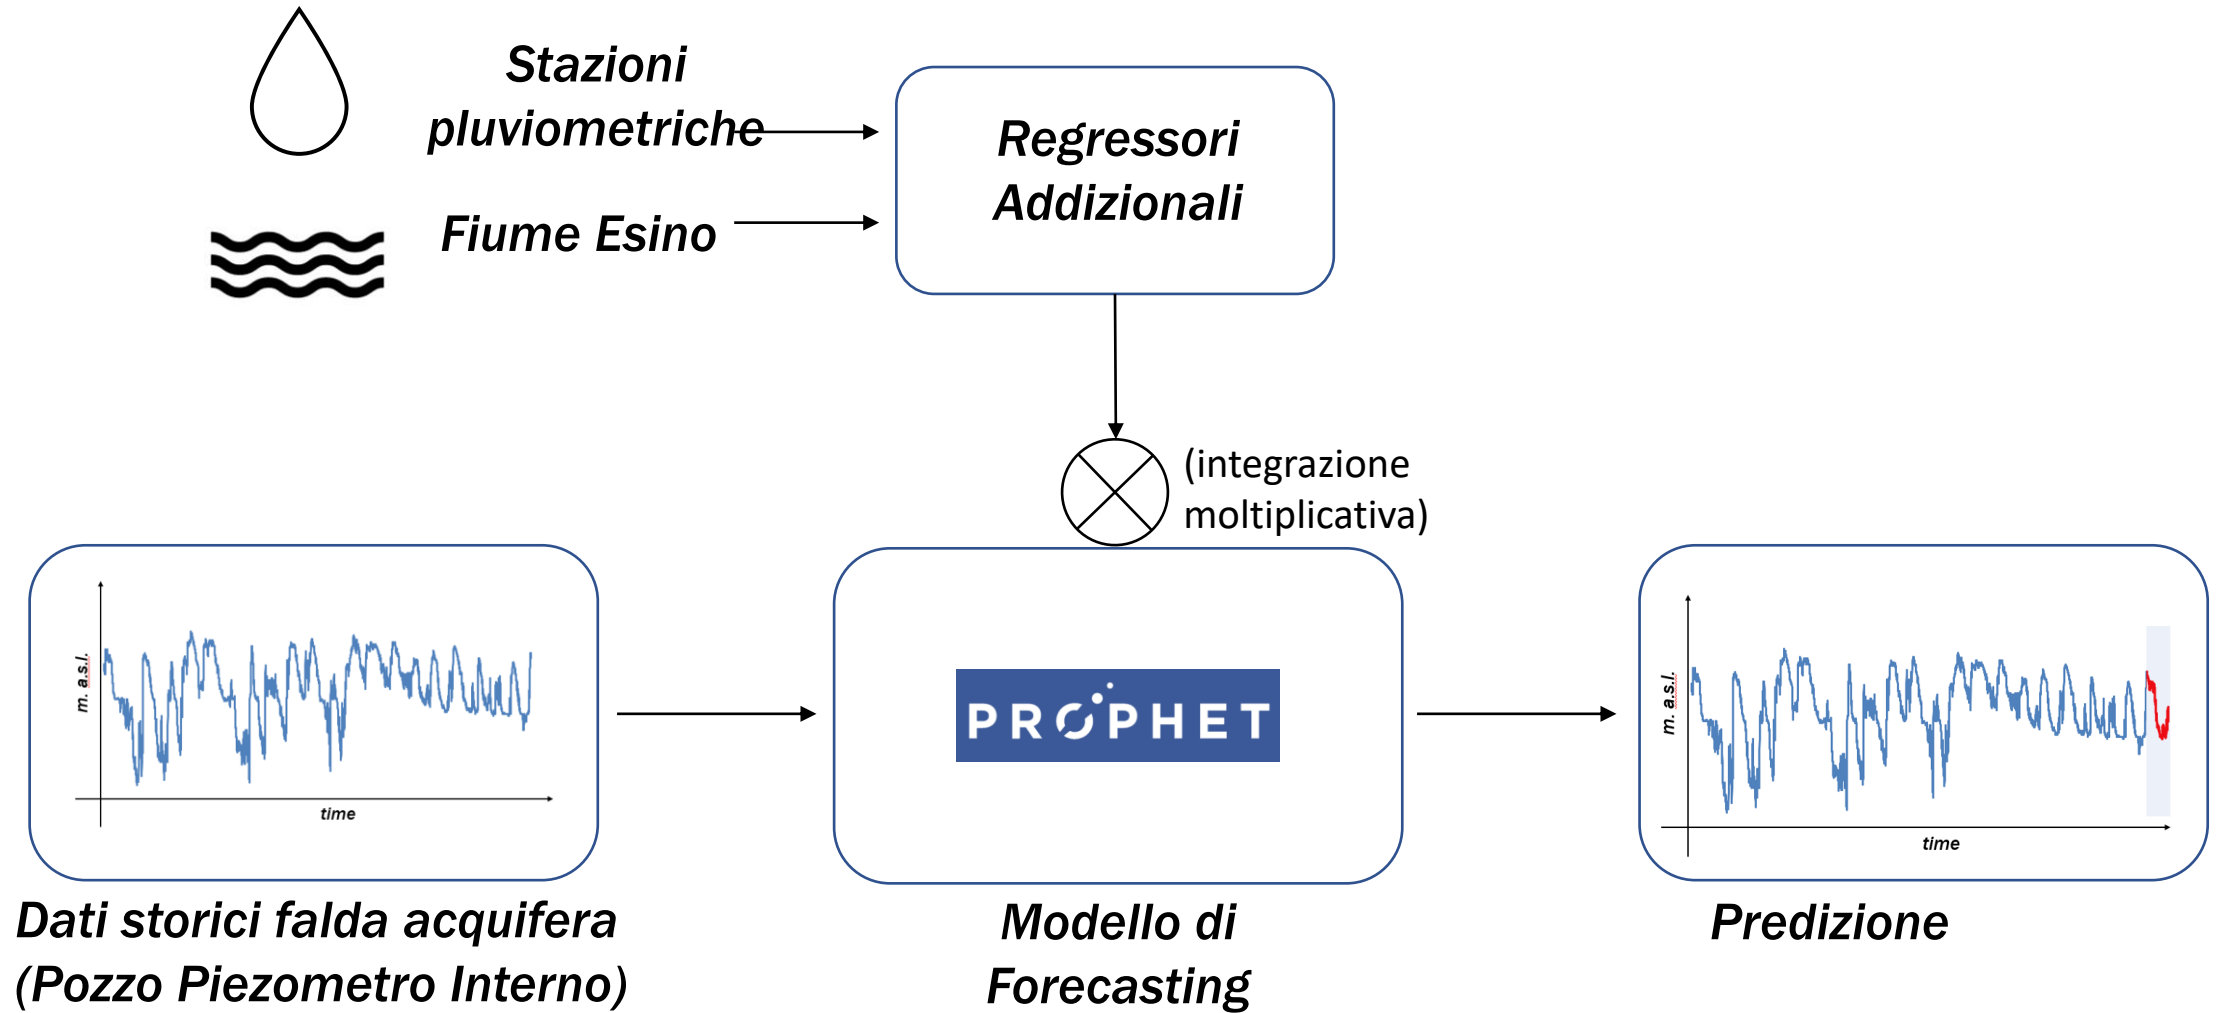 Stazioni
pluviometriche
Fiume Esino
Regressori
Addizionali
(integrazione
moltiplicativa)
m. a.s.l.
time
PROPHET
m. a.s.l.
time
Dati storici falda acquifera
(Pozzo Piezometro Interno)
Modello di
Forecasting
Predizione